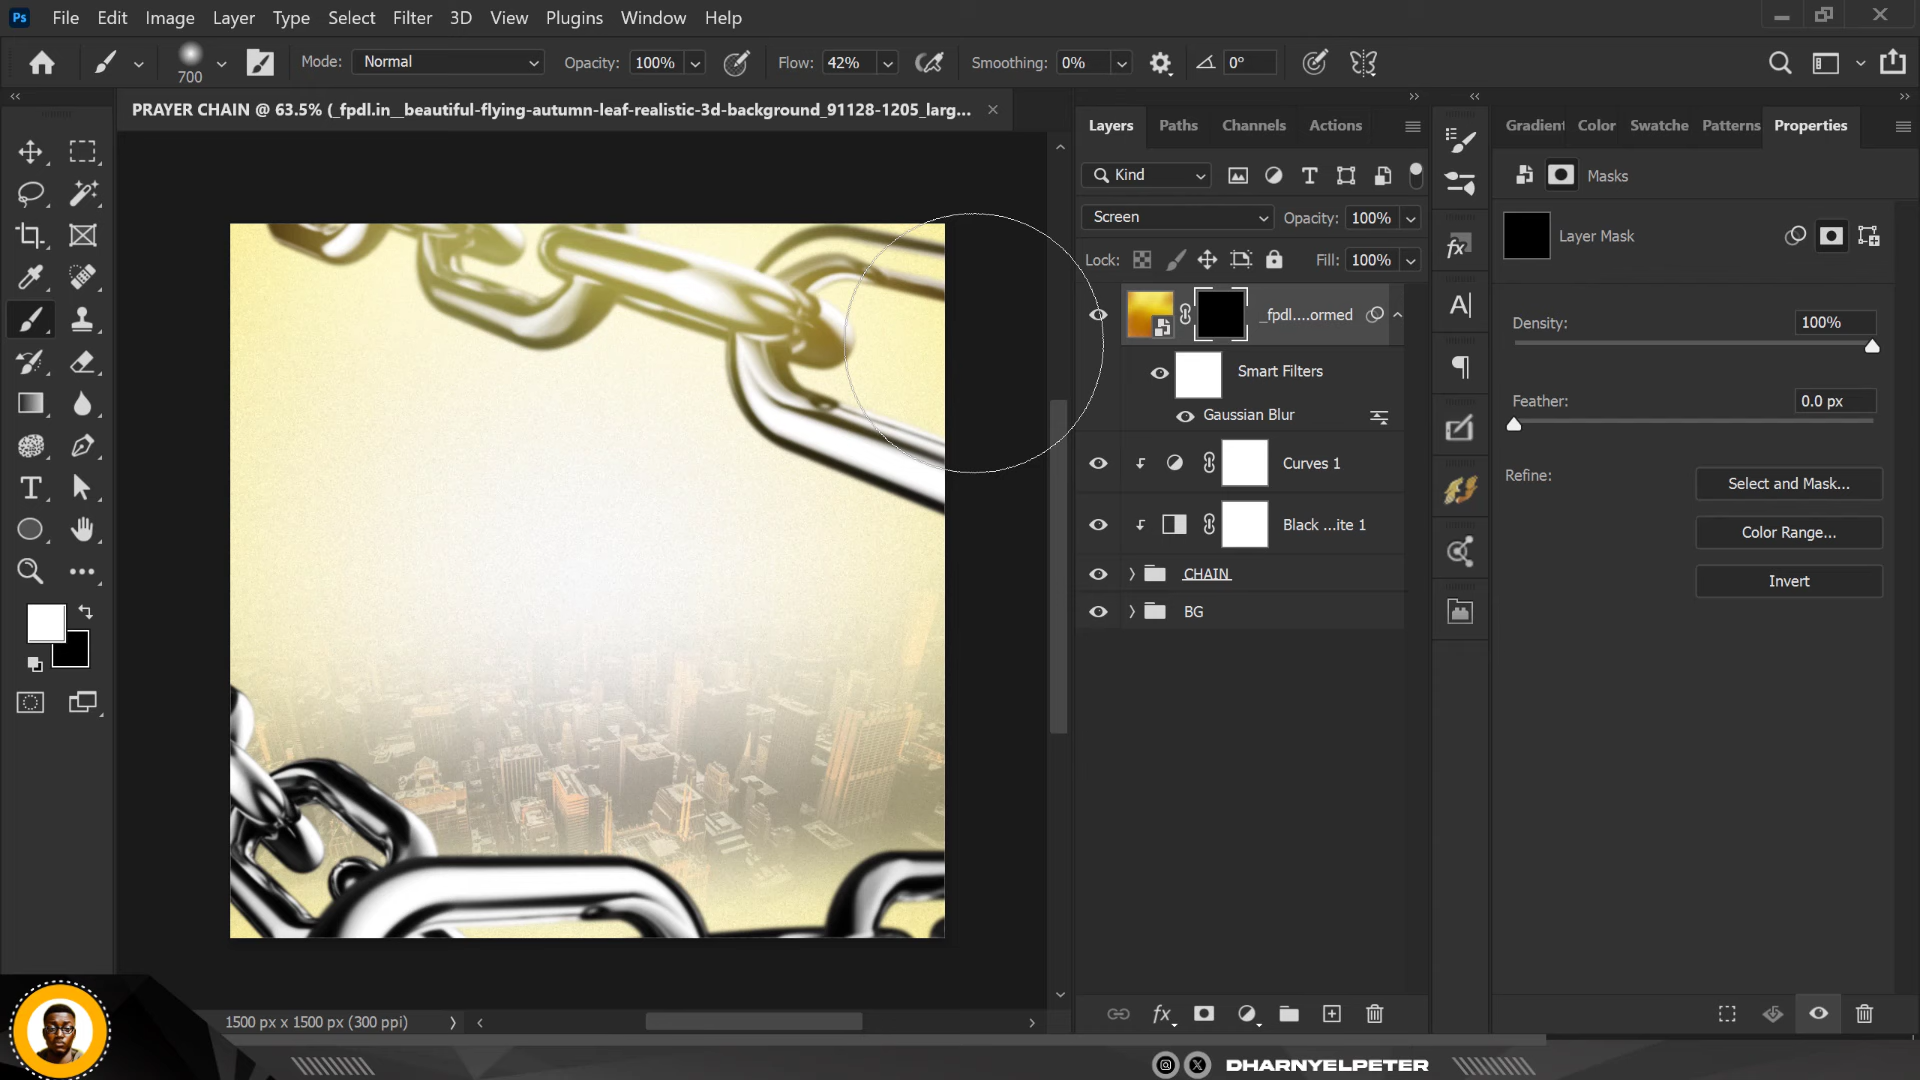 Ps File Edit Image Layer Type Select Filter 3D View Plugins Window Help
700 Mode: Normal Opacity: 100% Flow: 42% Smoothing: 0% 0°
PRAYER CHAIN @ 63.5% (_fpdl.in__beautiful-flying-autumn-leaf-realistic-3d-background_91128-1205_larg...
Layers Paths Channels Actions
Kind
Screen Opacity: 100%
Lock: Fill: 100%
_fpdl....ormed
Smart Filters
Gaussian Blur
Curves 1
Black ...ite 1
CHAIN
BG
Gradient Color Swatche Patterns Properties
Masks
Layer Mask
Density: 100%
Feather: 0.0 px
Refine: Select and Mask...
Color Range...
Invert
1500 px x 1500 px (300 ppi)
DHARNYELPETER